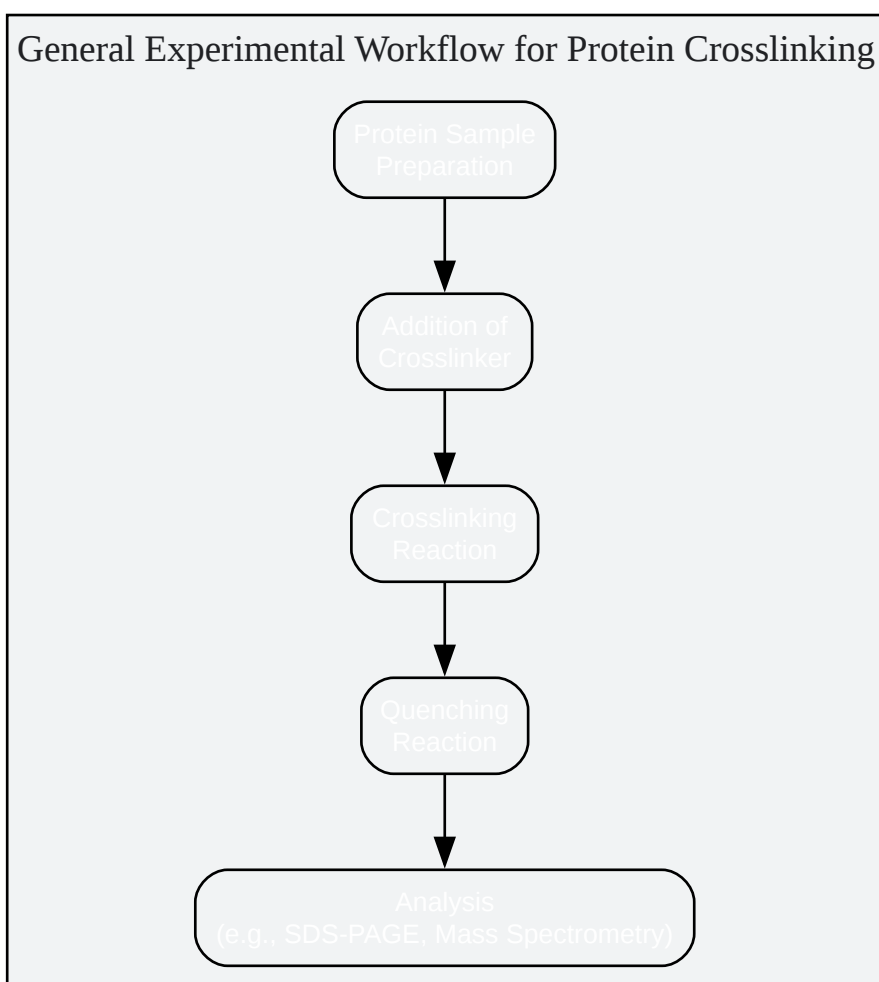 General Experimental Workflow for Protein Crosslinking
Protein Sample
Preparation
Addition of
Crosslinker
Crosslinking
Reaction
Quenching
Reaction
Analysis
(e.g., SDS-PAGE, Mass Spectrometry)